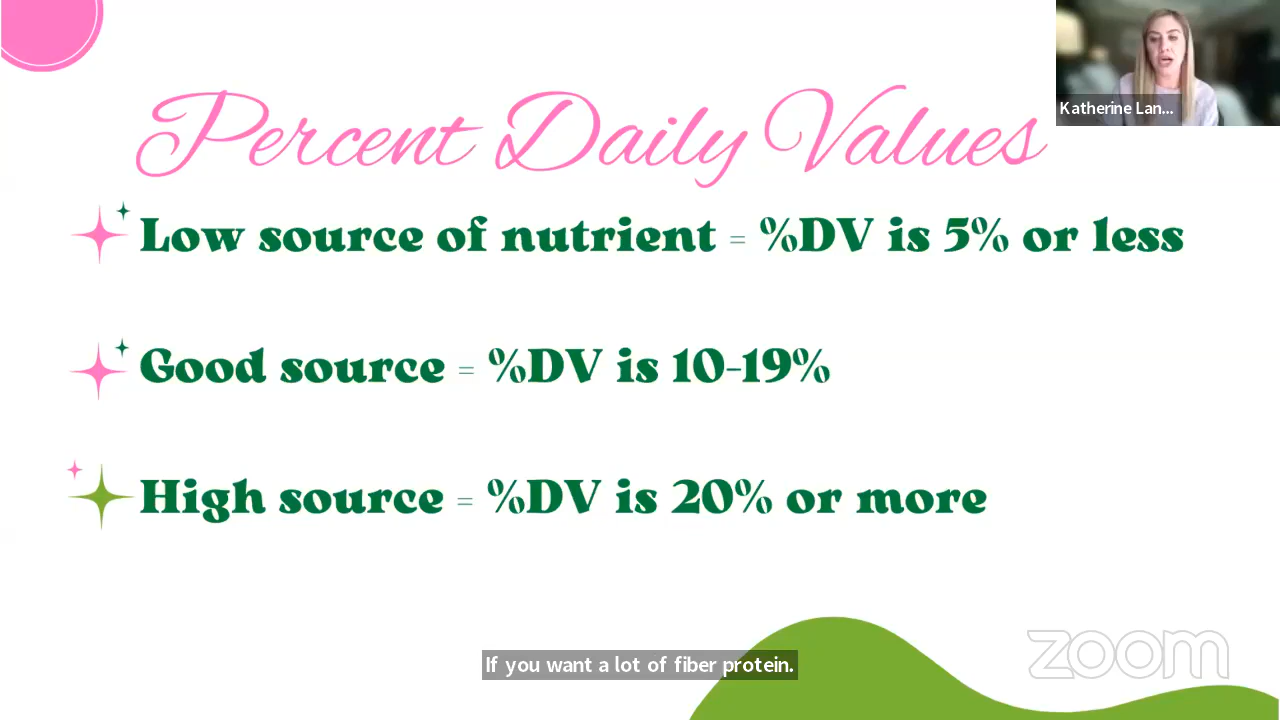 Percent Daily Values
Katherine Lan...
Low source of nutrient = %DV is 5% or less
Good source = %DV is 10-19%
High source = %DV is 20% or more
If you want a lot of fiber protein.
zoom